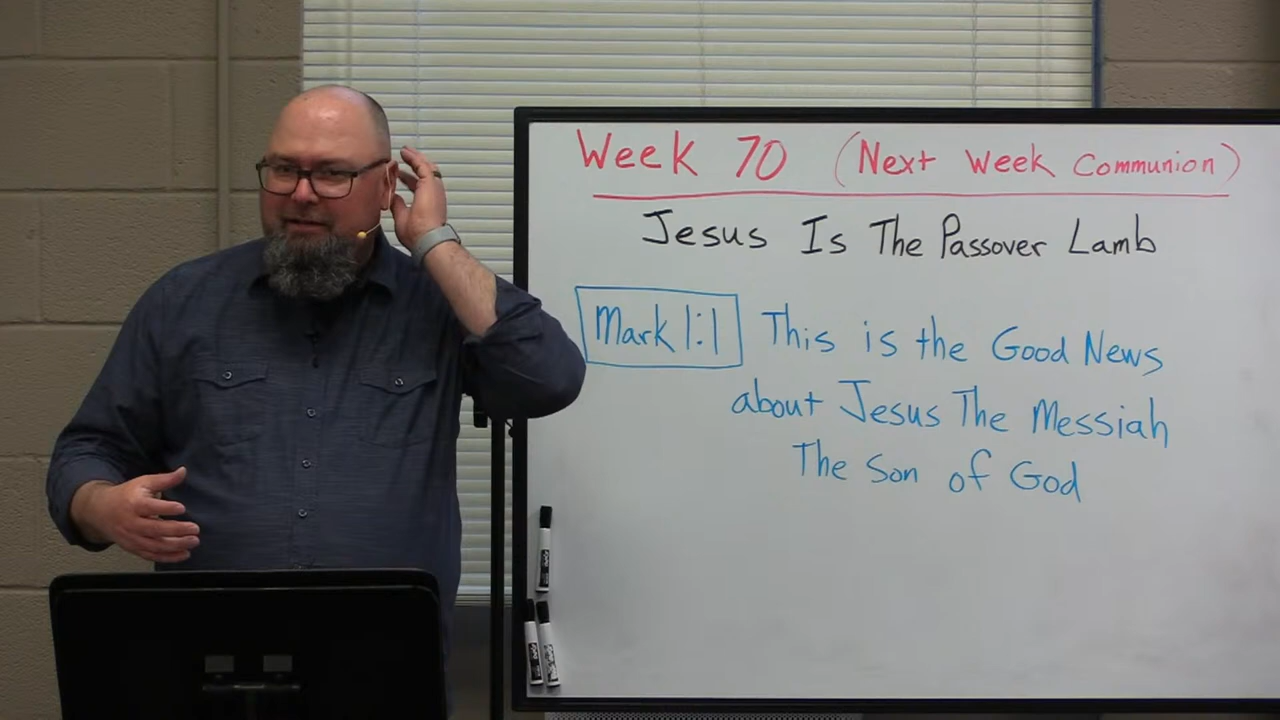 Week 70 (Next Week Communion)
Jesus Is The Passover Lamb
Mark 1:1 This is the Good News
about Jesus The Messiah
The Son of God